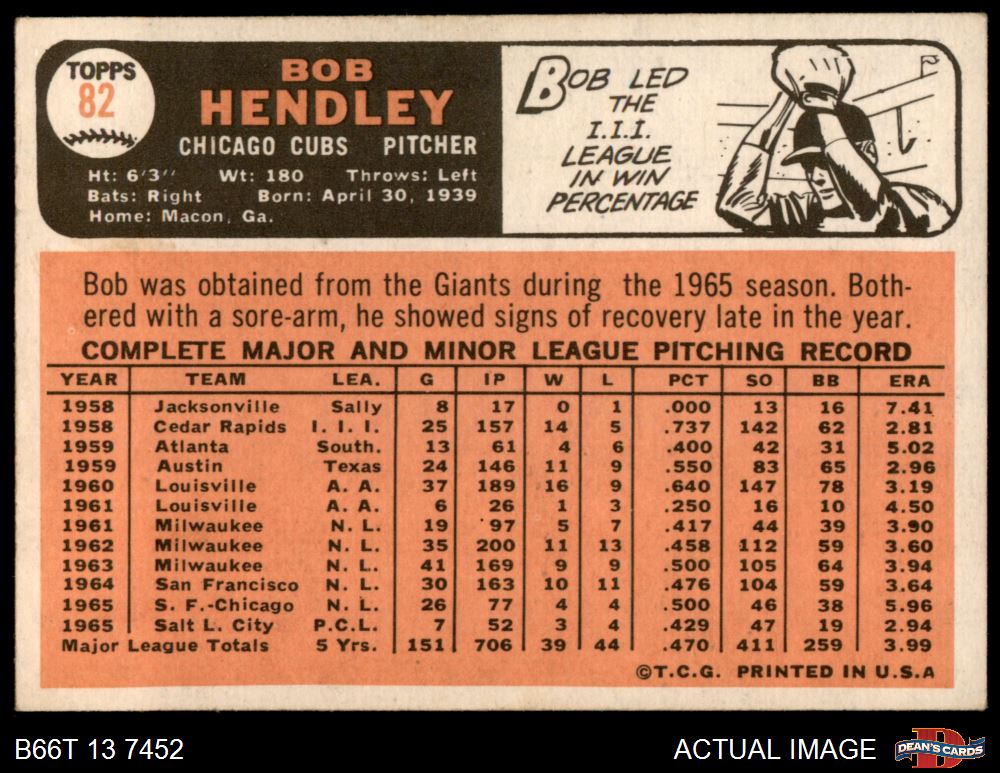 TOPPS
82
BOB
HENDLEY
CHICAGO CUBS PITCHER
Ht: 6'3" Wt: 180 Throws: Left
Bats: Right Born: April 30, 1939
Home: Macon, Ga.
BOB LED
THE
I.I.I.
LEAGUE
IN WIN
PERCENTAGE
Bob was obtained from the Giants during the 1965 season. Both-
ered with a sore-arm, he showed signs of recovery late in the year.
COMPLETE MAJOR AND MINOR LEAGUE PITCHING RECORD
YEAR TEAM LEA. G IP W L PCT SO BB ERA
1958 Jacksonville Sally 8 17 0 1 .000 13 16 7.41
1958 Cedar Rapids I. I. I. 25 157 14 5 .737 142 62 2.81
1959 Atlanta South. 13 61 4 6 .400 42 31 5.02
1959 Austin Texas 24 146 11 9 .550 83 65 2.96
1960 Louisville A. A. 37 189 16 9 .640 147 78 3.19
1961 Louisville A. A. 6 26 1 3 .250 16 10 4.50
1961 Milwaukee N. L. 19 97 5 7 .417 44 39 3.90
1962 Milwaukee N. L. 35 200 11 13 .458 112 59 3.60
1963 Milwaukee N. L. 41 169 9 9 .500 105 64 3.94
1964 San Francisco N. L. 30 163 10 11 .476 104 59 3.64
1965 S. F.-Chicago N. L. 26 77 4 4 .500 46 38 5.96
1965 Salt L. City P.C.L. 7 52 3 4 .429 47 19 2.94
Major League Totals 5 Yrs. 151 706 39 44 .470 411 259 3.99
©T.C.G. PRINTED IN U.S.A
B66T 13 7452
ACTUAL IMAGE
D
DEAN'S CARDS